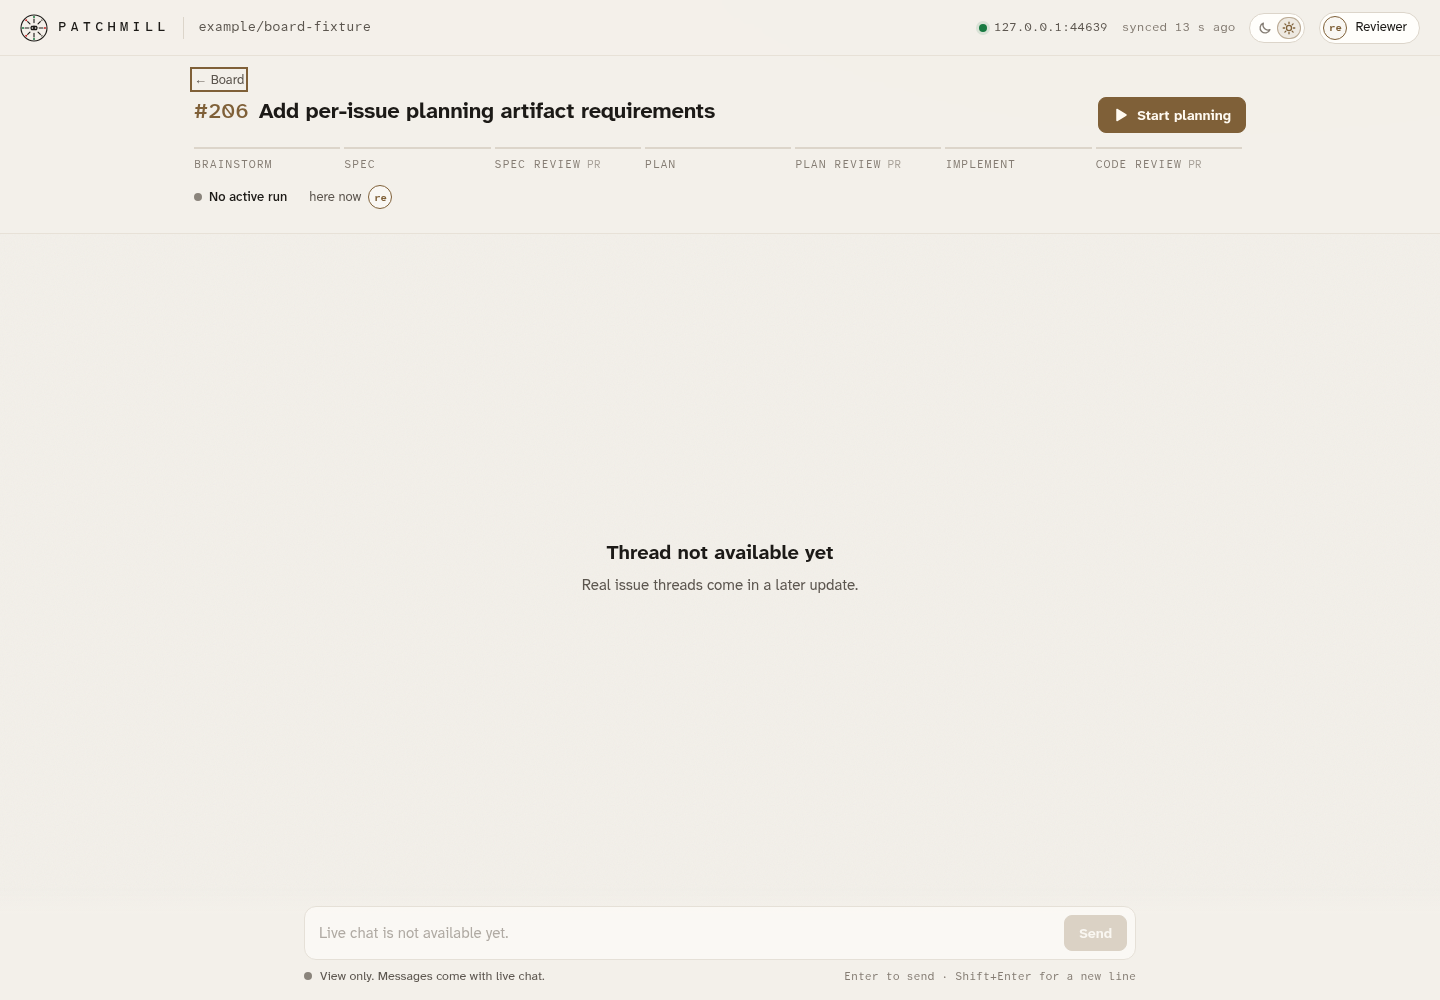 PATCHMILL
example/board-fixture
127.0.0.1:44639
synced 13 s ago
re
Reviewer
← Board
#206 Add per-issue planning artifact requirements
Start planning
BRAINSTORM
SPEC
SPEC REVIEW PR
PLAN
PLAN REVIEW PR
IMPLEMENT
CODE REVIEW PR
No active run
here now
re
Thread not available yet
Real issue threads come in a later update.
Live chat is not available yet.
Send
View only. Messages come with live chat.
Enter to send · Shift+Enter for a new line